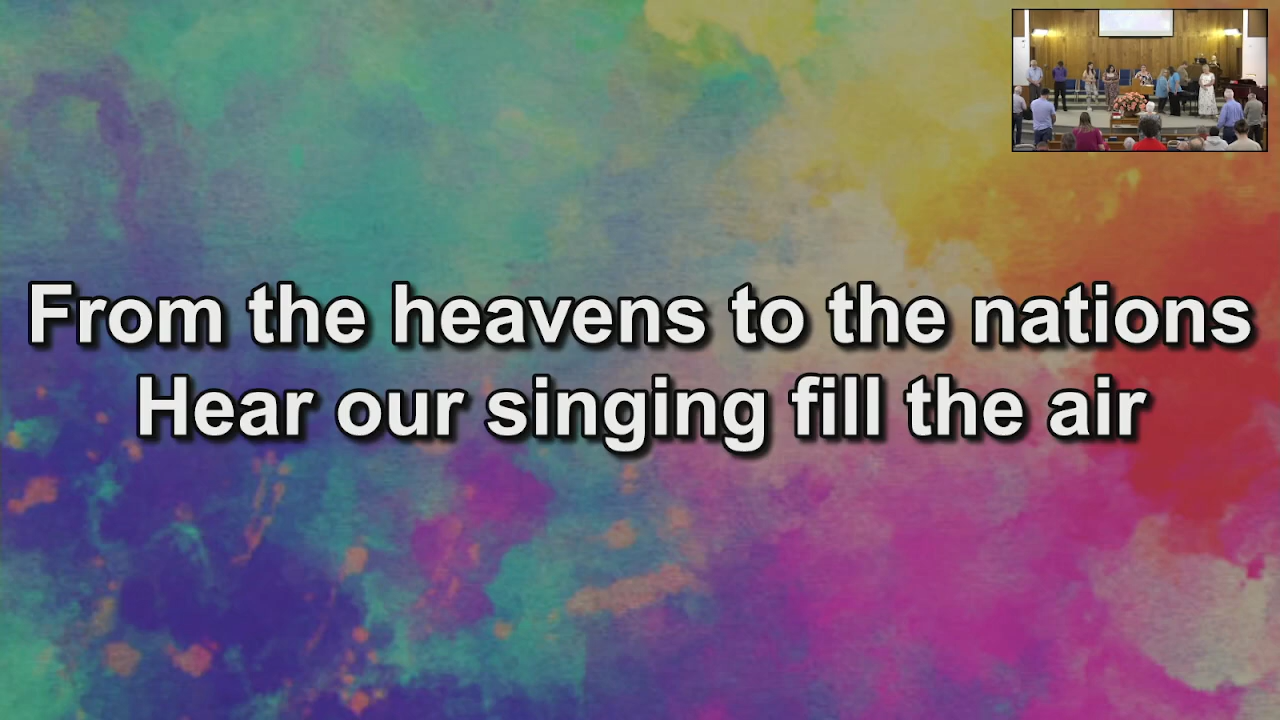 From the heavens to the nations
Hear our singing fill the air